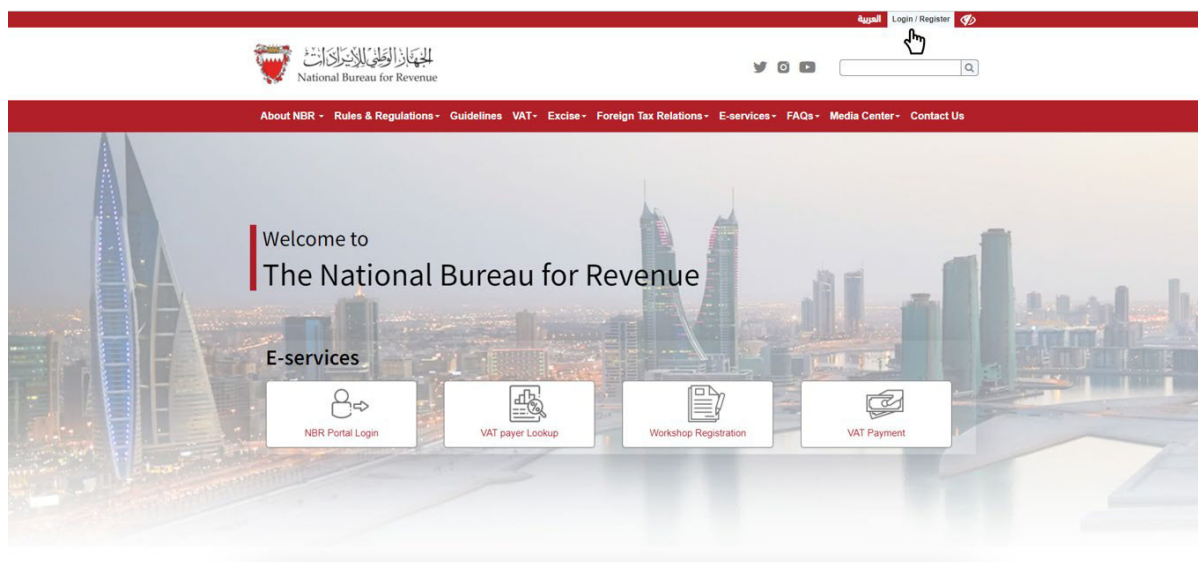 العربية Login / Register
الجهاز الوطني للإيرادات
National Bureau for Revenue
About NBR Rules & Regulations Guidelines VAT Excise Foreign Tax Relations E-services FAQs Media Center Contact Us
Welcome to
The National Bureau for Revenue
E-services
NBR Portal Login VAT payer Lookup Workshop Registration VAT Payment